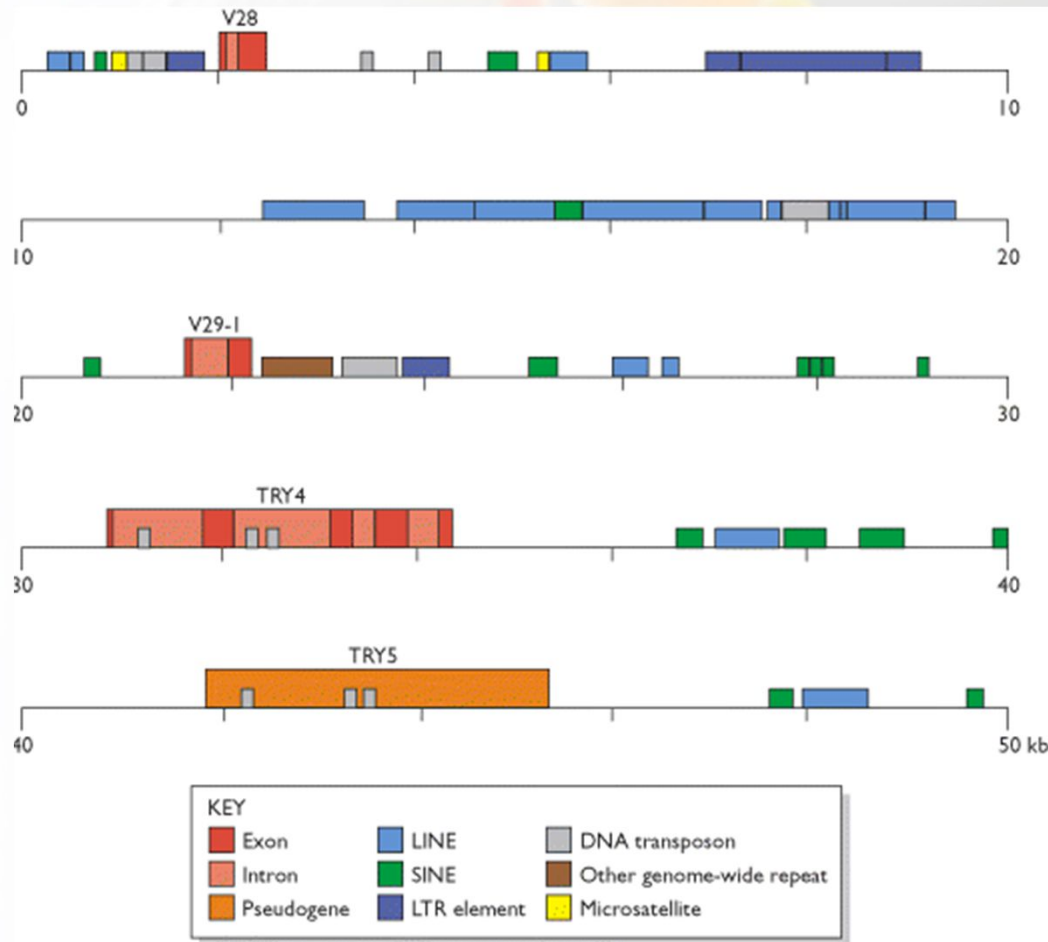 V28
0 10
10 20
V29-1
20 30
TRY4
30 40
TRY5
40 50 kb
KEY
Exon LINE DNA transposon
Intron SINE Other genome-wide repeat
Pseudogene LTR element Microsatellite